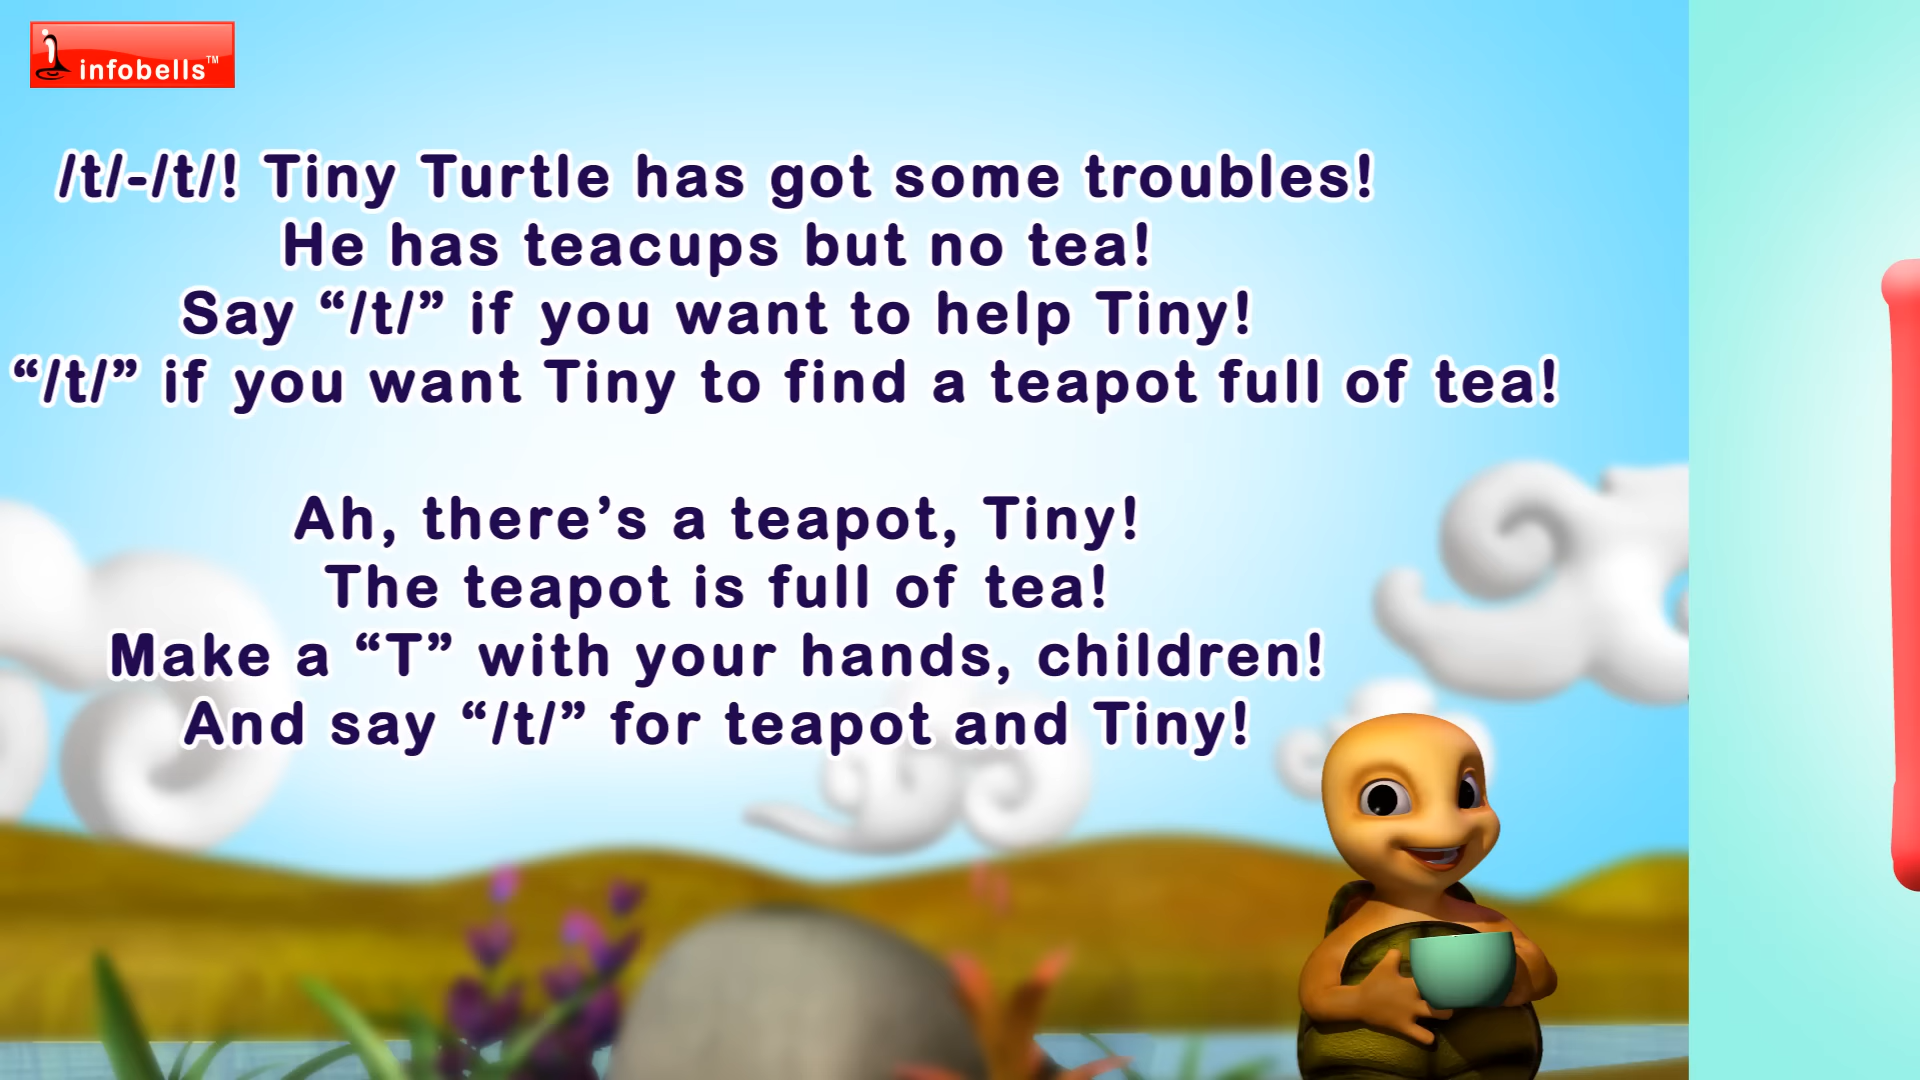 infobells™
/t/-/t/! Tiny Turtle has got some troubles!
He has teacups but no tea!
Say “/t/” if you want to help Tiny!
“/t/” if you want Tiny to find a teapot full of tea!
Ah, there’s a teapot, Tiny!
The teapot is full of tea!
Make a “T” with your hands, children!
And say “/t/” for teapot and Tiny!